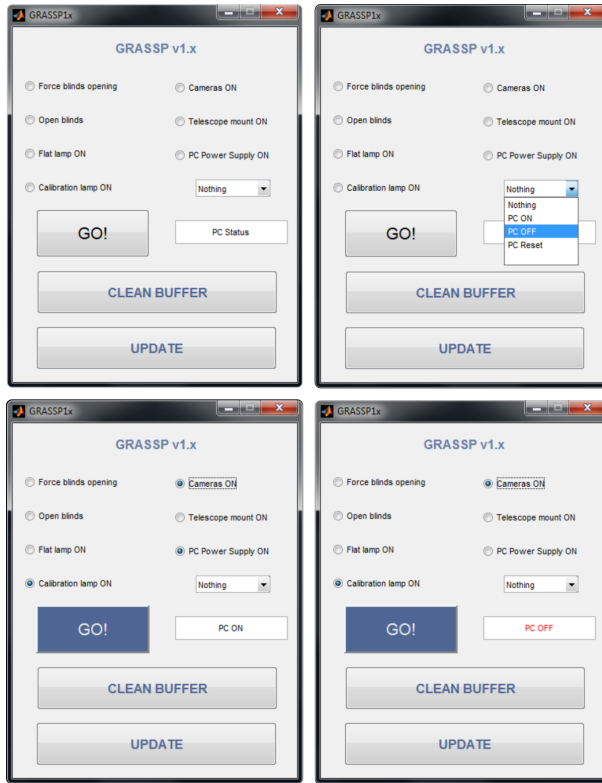 GRASSP1x
GRASSP v1.x
Force blinds opening
Cameras ON
Open blinds
Telescope mount ON
Flat lamp ON
PC Power Supply ON
Calibration lamp ON
Nothing
GO!
PC Status
CLEAN BUFFER
UPDATE
GRASSP1x
GRASSP v1.x
Force blinds opening
Cameras ON
Open blinds
Telescope mount ON
Flat lamp ON
PC Power Supply ON
Calibration lamp ON
Nothing
Nothing
PC ON
PC OFF
PC Reset
GO!
CLEAN BUFFER
UPDATE
GRASSP1x
GRASSP v1.x
Force blinds opening
Cameras ON
Open blinds
Telescope mount ON
Flat lamp ON
PC Power Supply ON
Calibration lamp ON
Nothing
GO!
PC ON
CLEAN BUFFER
UPDATE
GRASSP1x
GRASSP v1.x
Force blinds opening
Cameras ON
Open blinds
Telescope mount ON
Flat lamp ON
PC Power Supply ON
Calibration lamp ON
Nothing
GO!
PC OFF
CLEAN BUFFER
UPDATE